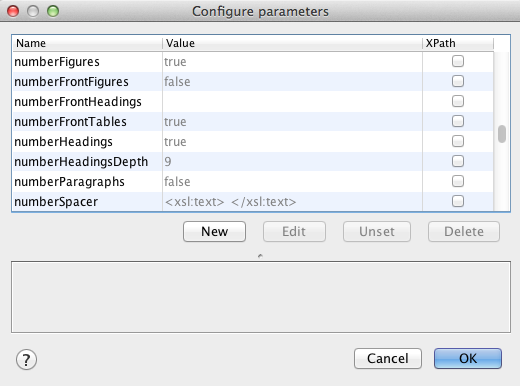 Configure parameters
Name Value XPath
numberFigures true
numberFrontFigures false
numberFrontHeadings
numberFrontTables true
numberHeadings true
numberHeadingsDepth 9
numberParagraphs false
numberSpacer <xsl:text> </xsl:text>
New Edit Unset Delete
? Cancel OK